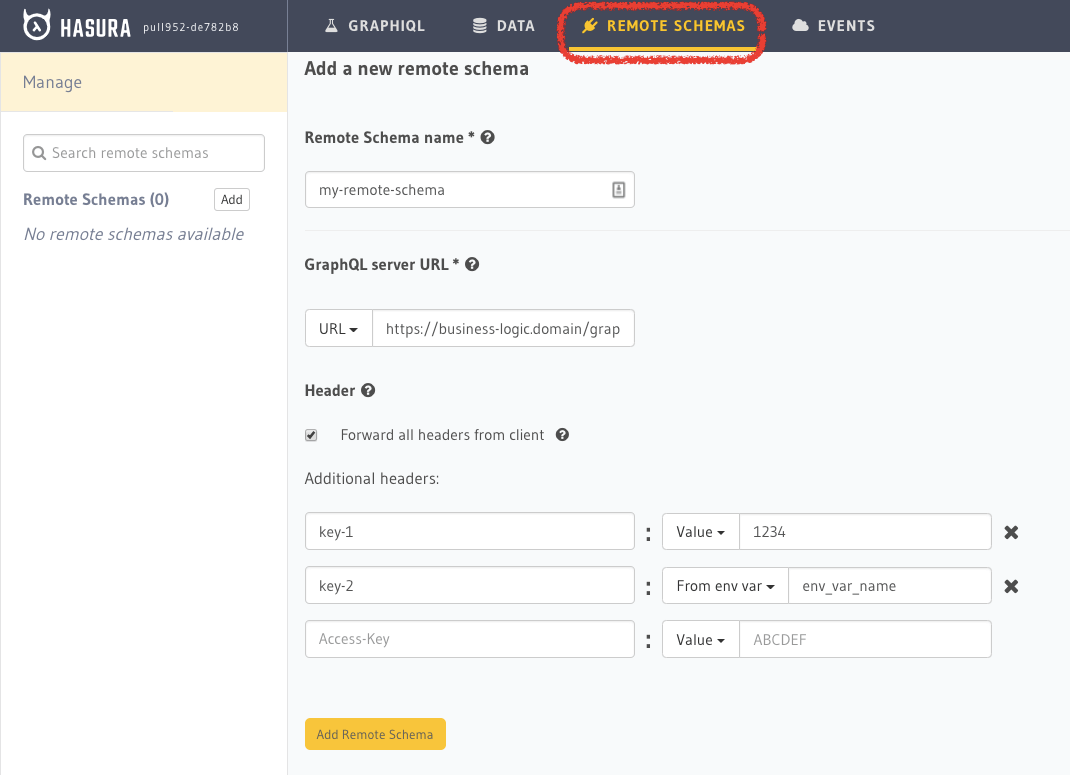 HASURA pull952-de782b8 GRAPHIQL DATA REMOTE SCHEMAS EVENTS
Manage
Search remote schemas
Remote Schemas (0) Add
No remote schemas available
Add a new remote schema
Remote Schema name *
my-remote-schema
GraphQL server URL *
URL https://business-logic.domain/grap
Header
Forward all headers from client
Additional headers:
key-1 : Value 1234
key-2 : From env var env_var_name
Access-Key : Value ABCDEF
Add Remote Schema